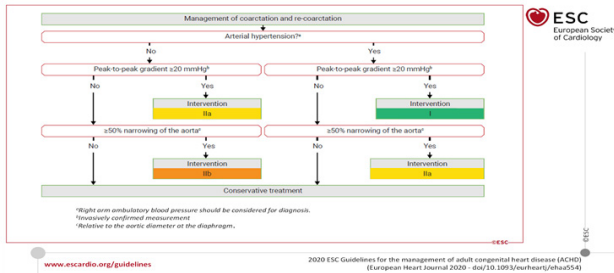 ESC
European Society
of Cardiology
Management of coarctation and re-coarctation
Arterial hypertension?ᵃ
No Yes
Peak-to-peak gradient ≥20 mmHgᵇ Peak-to-peak gradient ≥20 mmHgᵇ
No Yes No Yes
Intervention Intervention
IIa I
≥50% narrowing of the aortaᶜ ≥50% narrowing of the aortaᶜ
No Yes No Yes
Intervention Intervention
IIb IIa
Conservative treatment
ᵃRight arm ambulatory blood pressure should be considered for diagnosis.
ᵇInvasively confirmed measurement
ᶜRelative to the aortic diameter at the diaphragm.
©ESC
©ESC
www.escardio.org/guidelines
2020 ESC Guidelines for the management of adult congenital heart disease (ACHD)
(European Heart Journal 2020 - doi/10.1093/eurheartj/ehaa554)